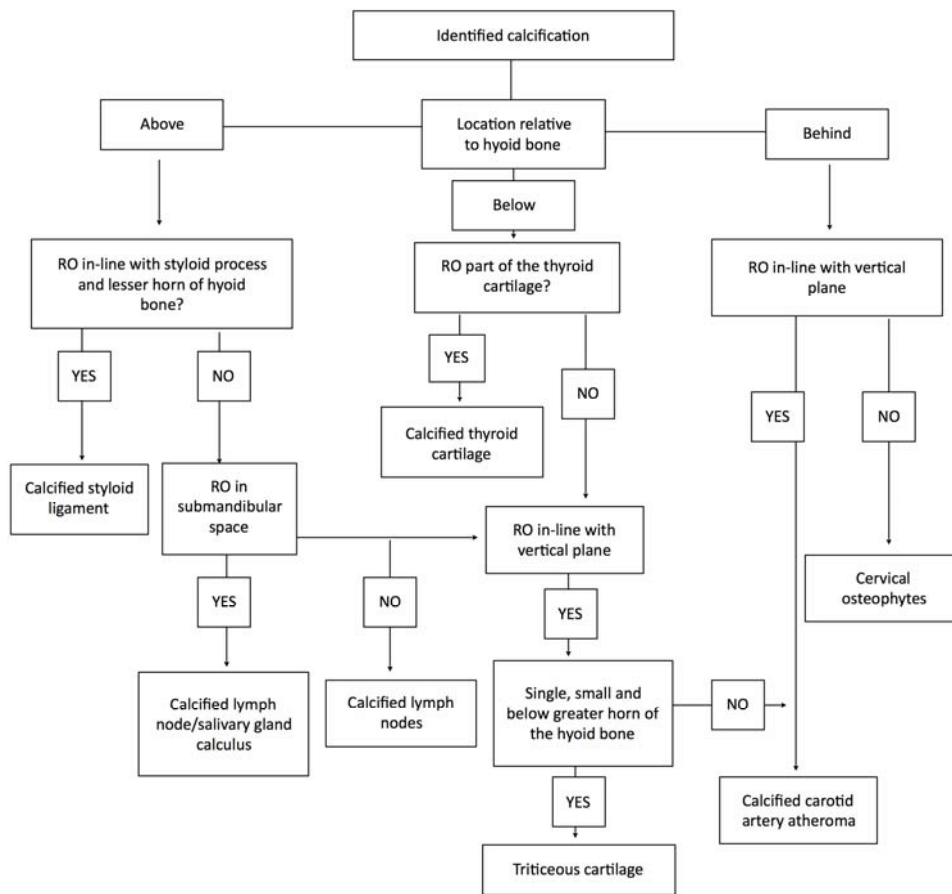 Identified calcification
Above
Location relative
to hyoid bone
Behind
Below
RO in-line with styloid process
and lesser horn of hyoid
bone?
RO part of the thyroid
cartilage?
RO in-line with vertical
plane
YES
NO
YES
NO
YES
NO
Calcified thyroid
cartilage
Calcified styloid
ligament
RO in
submandibular
space
RO in-line with
vertical plane
Cervical
osteophytes
YES
NO
YES
Calcified lymph
node/salivary gland
calculus
Calcified lymph
nodes
Single, small and
below greater horn of
the hyoid bone
NO
YES
Calcified carotid
artery atheroma
Triticeous cartilage